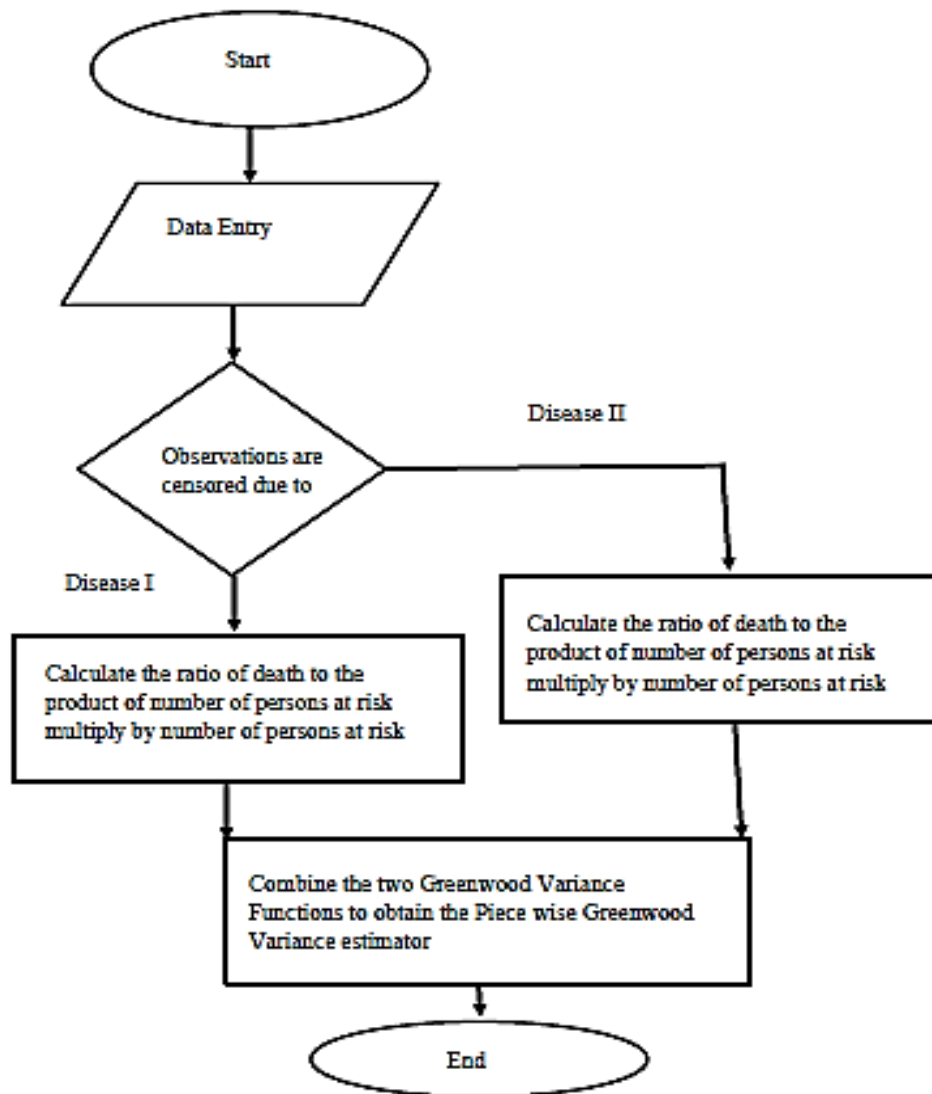 Start
Data Entry
Disease II
Observations are
censored due to
Disease I
Calculate the ratio of death to the
product of number of persons at risk
multiply by number of persons at risk
Calculate the ratio of death to the
product of number of persons at risk
multiply by number of persons at risk
Combine the two Greenwood Variance
Functions to obtain the Piece wise Greenwood
Variance estimator
End